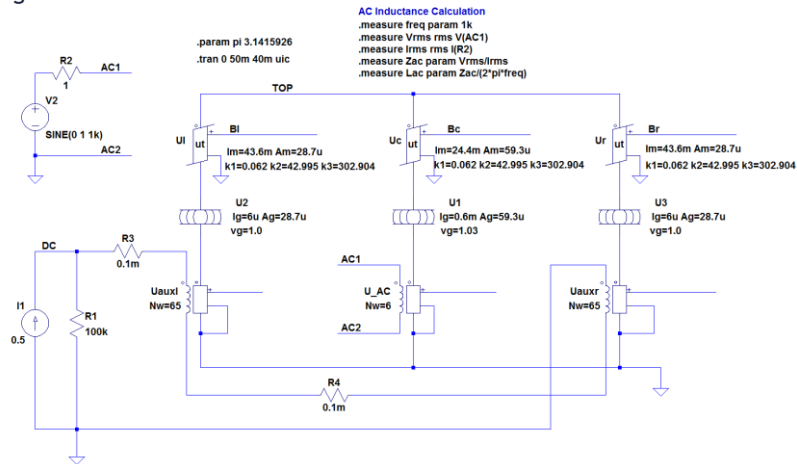 AC Inductance Calculation
.measure freq param 1k
.measure Vrms rms V(AC1)
.measure Irms rms I(R2)
.measure Zac param Vrms/Irms
.measure Lac param Zac/(2*pi*freq)
.param pi 3.1415926
.tran 0 50m 40m uic
R2
1
AC1
V2
SINE(0 1 1k)
AC2
TOP
Ul
ut
Bl
lm=43.6m Am=28.7u
k1=0.062 k2=42.995 k3=302.904
Uc
ut
Bc
lm=24.4m Am=59.3u
k1=0.062 k2=42.995 k3=302.904
Ur
ut
Br
lm=43.6m Am=28.7u
k1=0.062 k2=42.995 k3=302.904
U2
lg=6u Ag=28.7u
vg=1.0
U1
lg=0.6m Ag=59.3u
vg=1.03
U3
lg=6u Ag=28.7u
vg=1.0
DC
R3
0.1m
I1
0.5
R1
100k
Uauxl
Nw=65
AC1
U_AC
Nw=6
AC2
Uauxr
Nw=65
R4
0.1m